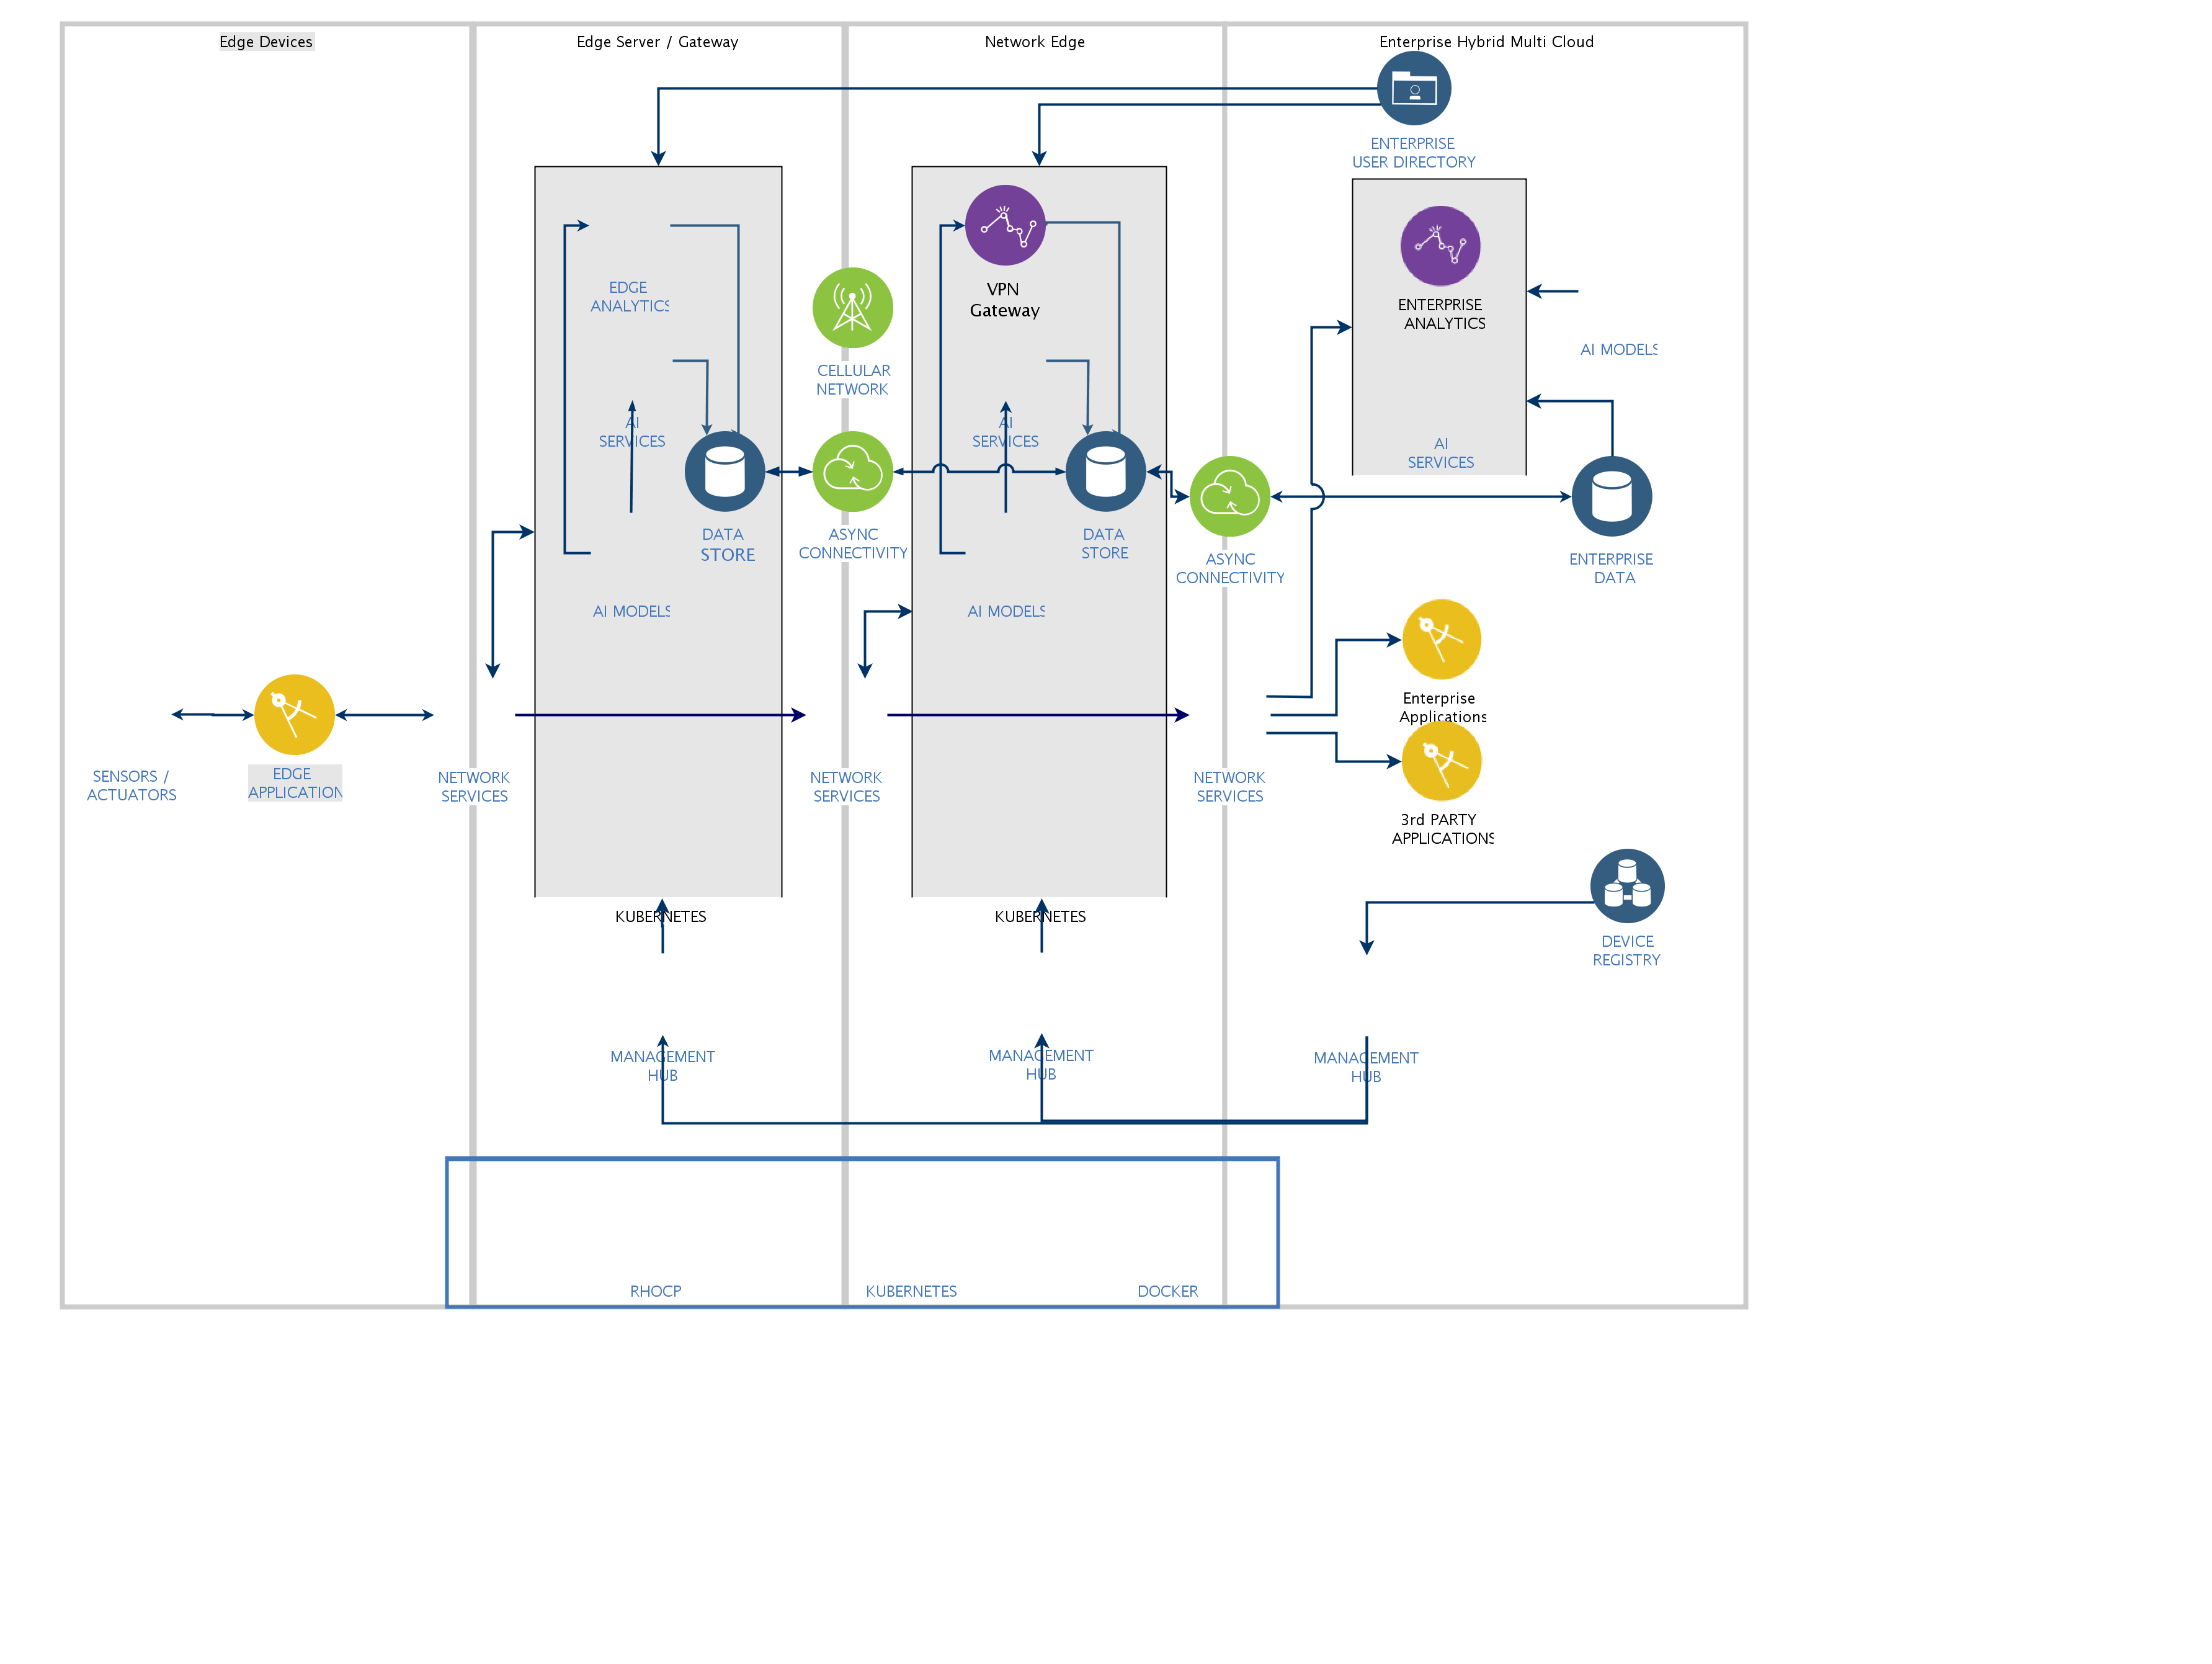 Edge Devices
Edge Server / Gateway
Network Edge
Enterprise Hybrid Multi Cloud
ENTERPRISE
USER DIRECTORY
EDGE
ANALYTICS
VPN
Gateway
ENTERPRISE
ANALYTICS
AI MODELS
CELLULAR
NETWORK
AI
SERVICES
AI
SERVICES
AI
SERVICES
DATA
STORE
ASYNC
CONNECTIVITY
DATA
STORE
ASYNC
CONNECTIVITY
ENTERPRISE
DATA
AI MODELS
AI MODELS
Enterprise
Applications
SENSORS /
ACTUATORS
EDGE
APPLICATION
NETWORK
SERVICES
NETWORK
SERVICES
NETWORK
SERVICES
3rd PARTY
APPLICATIONS
KUBERNETES
KUBERNETES
DEVICE
REGISTRY
MANAGEMENT
HUB
MANAGEMENT
HUB
MANAGEMENT
HUB
RHOCP
KUBERNETES
DOCKER